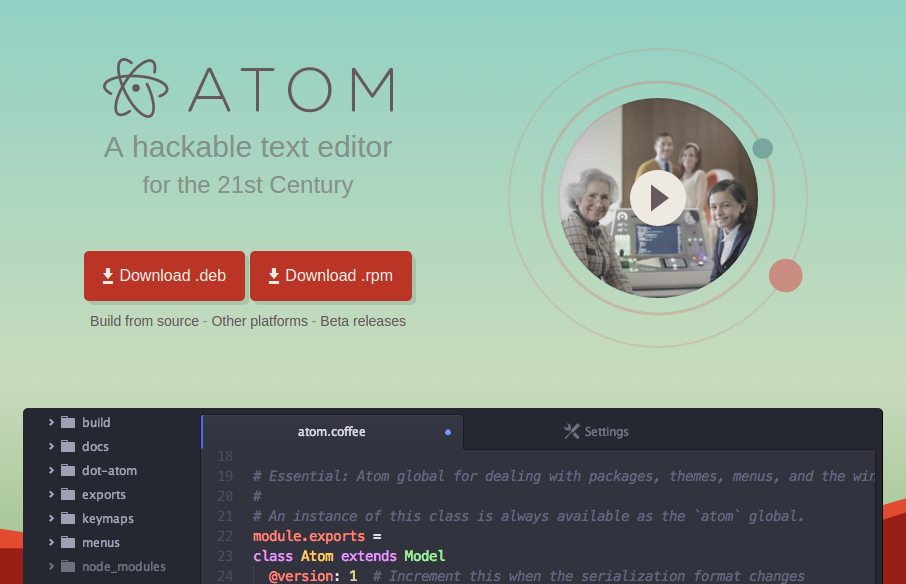 ATOM
A hackable text editor
for the 21st Century
Download .deb
Download .rpm
Build from source - Other platforms - Beta releases
build
docs
dot-atom
exports
keymaps
menus
node_modules
atom.coffee
Settings
18
19 # Essential: Atom global for dealing with packages, themes, menus, and the win
20 #
21 # An instance of this class is always available as the `atom` global.
22 module.exports =
23 class Atom extends Model
24 @version: 1 # Increment this when the serialization format changes